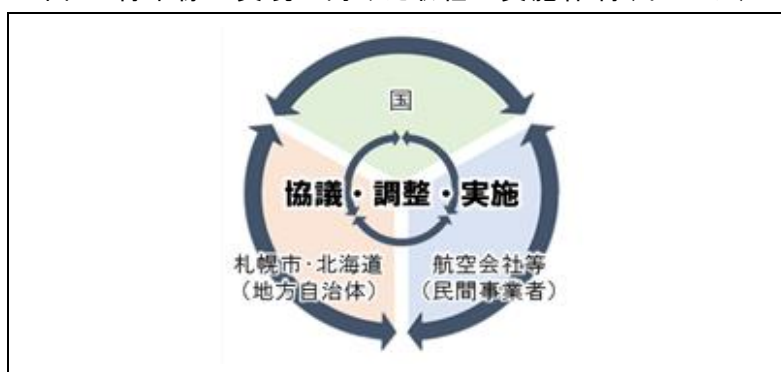 国
協議・調整・実施
札幌市・北海道
（地方自治体）
航空会社等
（民間事業者）